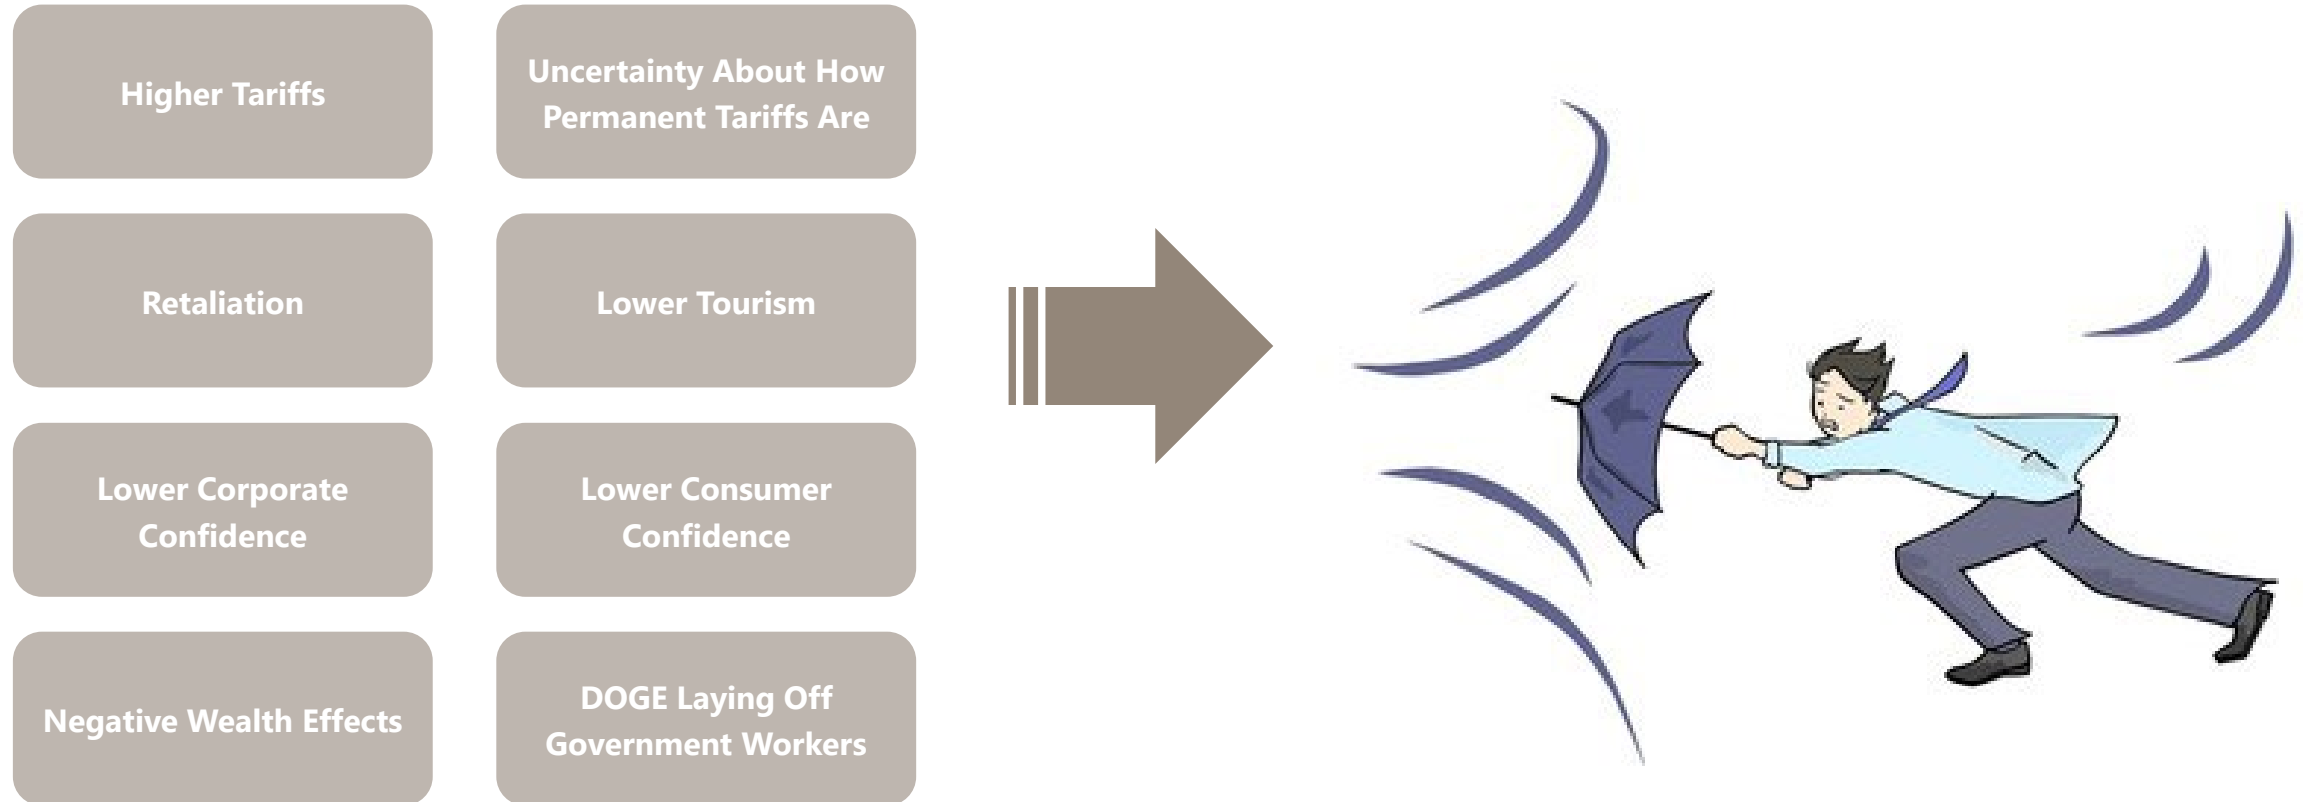 Higher Tariffs
Uncertainty About How
Permanent Tariffs Are
Retaliation
Lower Tourism
Lower Corporate
Confidence
Lower Consumer
Confidence
Negative Wealth Effects
DOGE Laying Off
Government Workers